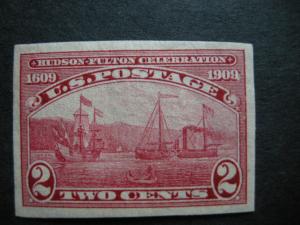 HUDSON-FULTON CELEBRATION
1609 1909
U.S. POSTAGE
2 TWO CENTS 2